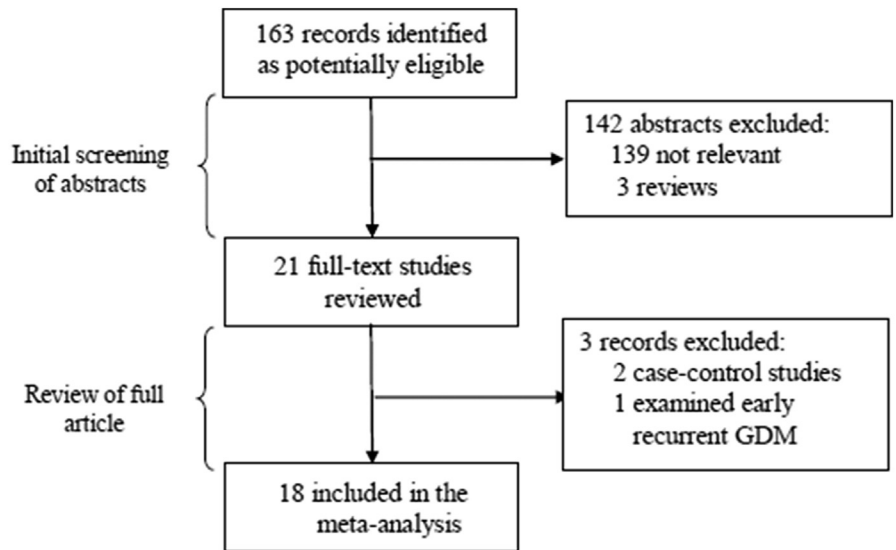 163 records identified
as potentially eligible
Initial screening
of abstracts
142 abstracts excluded:
139 not relevant
3 reviews
21 full-text studies
reviewed
Review of full
article
3 records excluded:
2 case-control studies
1 examined early
recurrent GDM
18 included in the
meta-analysis